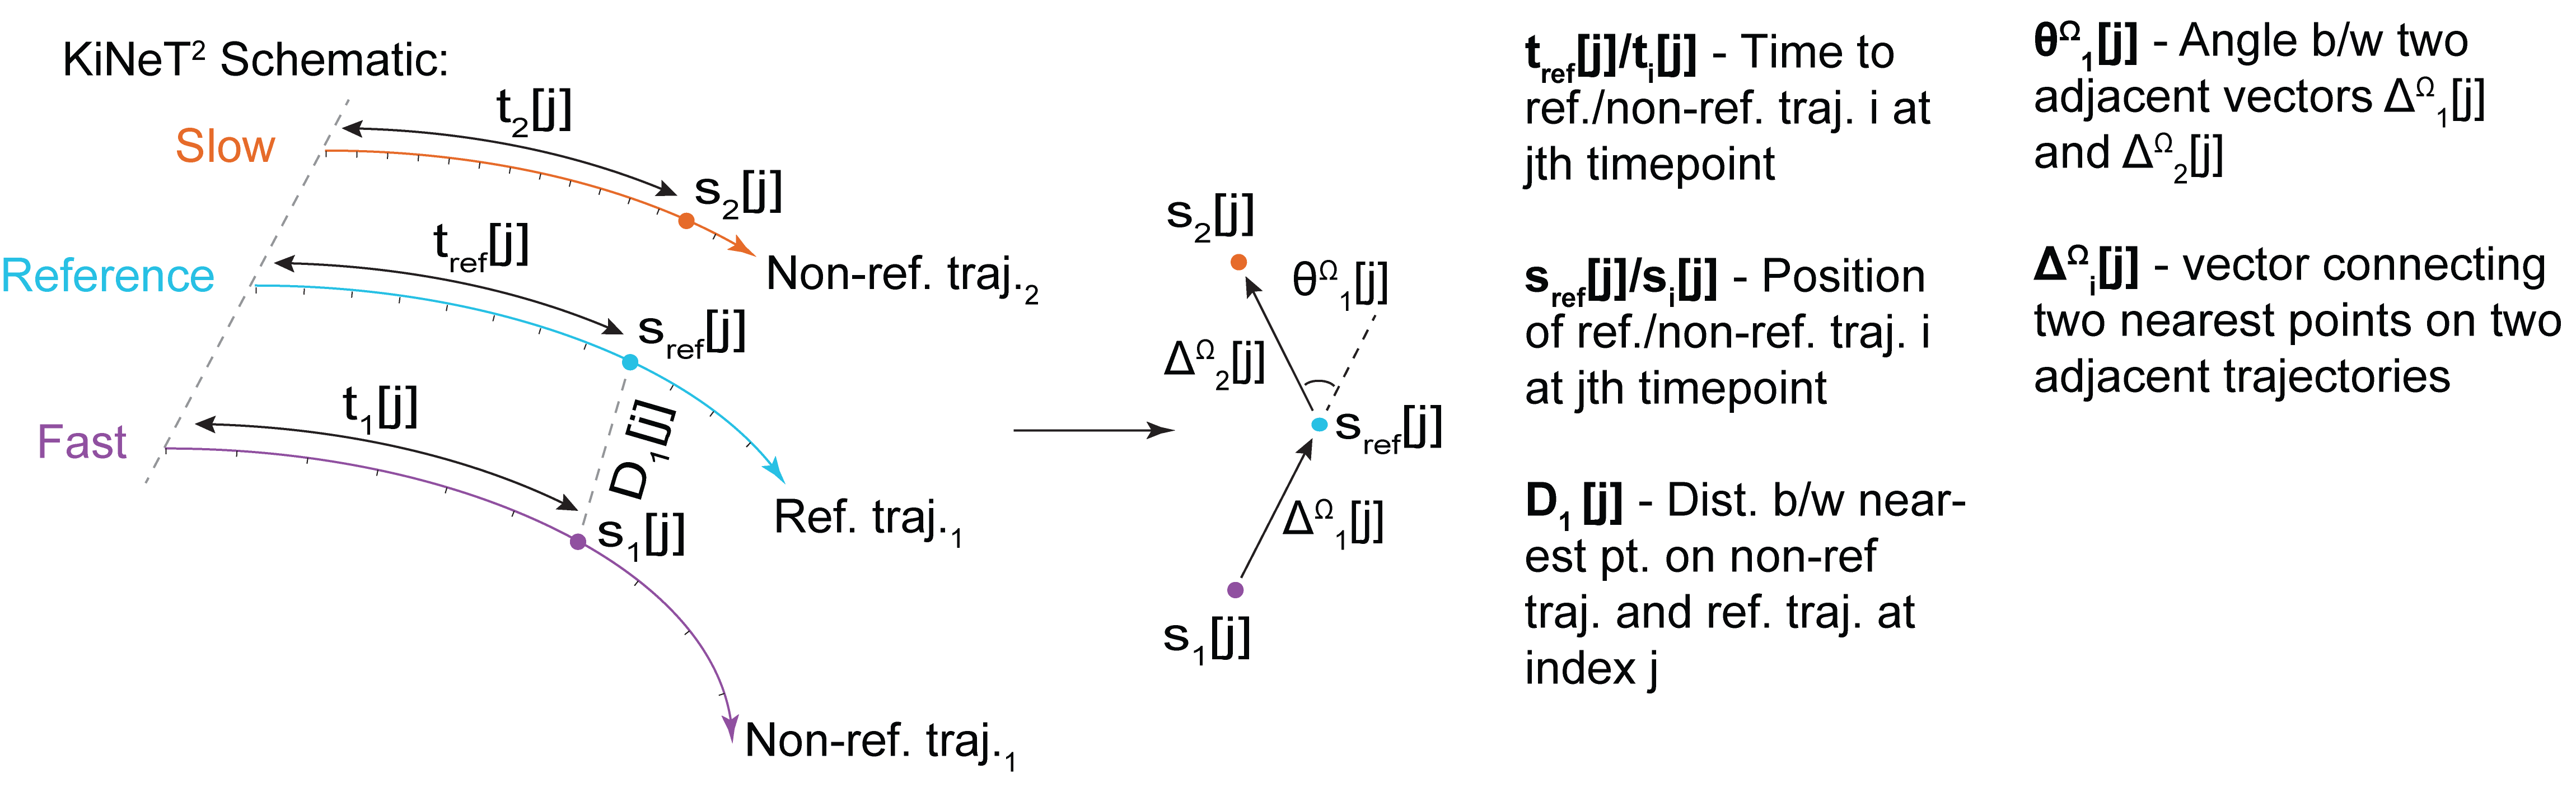 KiNeT² Schematic:
Slow
t₂[j]
s₂[j]
Non-ref. traj.₂
Reference
t_ref[j]
s_ref[j]
Ref. traj.₁
Fast
t₁[j]
D₁[j]
s₁[j]
Non-ref. traj.₁
s₂[j]
θ^Ω₁[j]
Δ^Ω₂[j]
s_ref[j]
Δ^Ω₁[j]
s₁[j]
t_ref[j]/t_i[j] - Time to
ref./non-ref. traj. i at
jth timepoint
s_ref[j]/s_i[j] - Position
of ref./non-ref. traj. i
at jth timepoint
D₁ [j] - Dist. b/w near-
est pt. on non-ref
traj. and ref. traj. at
index j
θ^Ω₁[j] - Angle b/w two
adjacent vectors Δ^Ω₁[j]
and Δ^Ω₂[j]
Δ^Ω_i[j] - vector connecting
two nearest points on two
adjacent trajectories